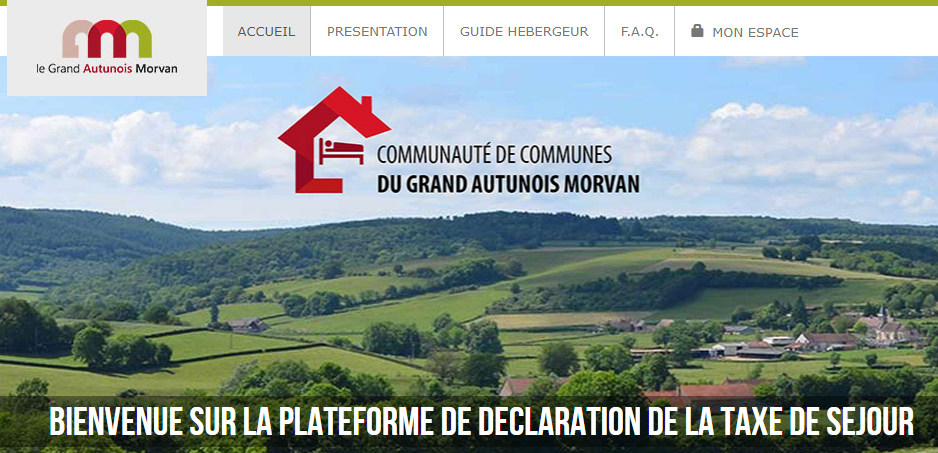 le Grand Autunois Morvan
ACCUEIL
PRESENTATION
GUIDE HEBERGEUR
F.A.Q.
MON ESPACE
COMMUNAUTÉ DE COMMUNES
DU GRAND AUTUNOIS MORVAN
BIENVENUE SUR LA PLATEFORME DE DECLARATION DE LA TAXE DE SEJOUR